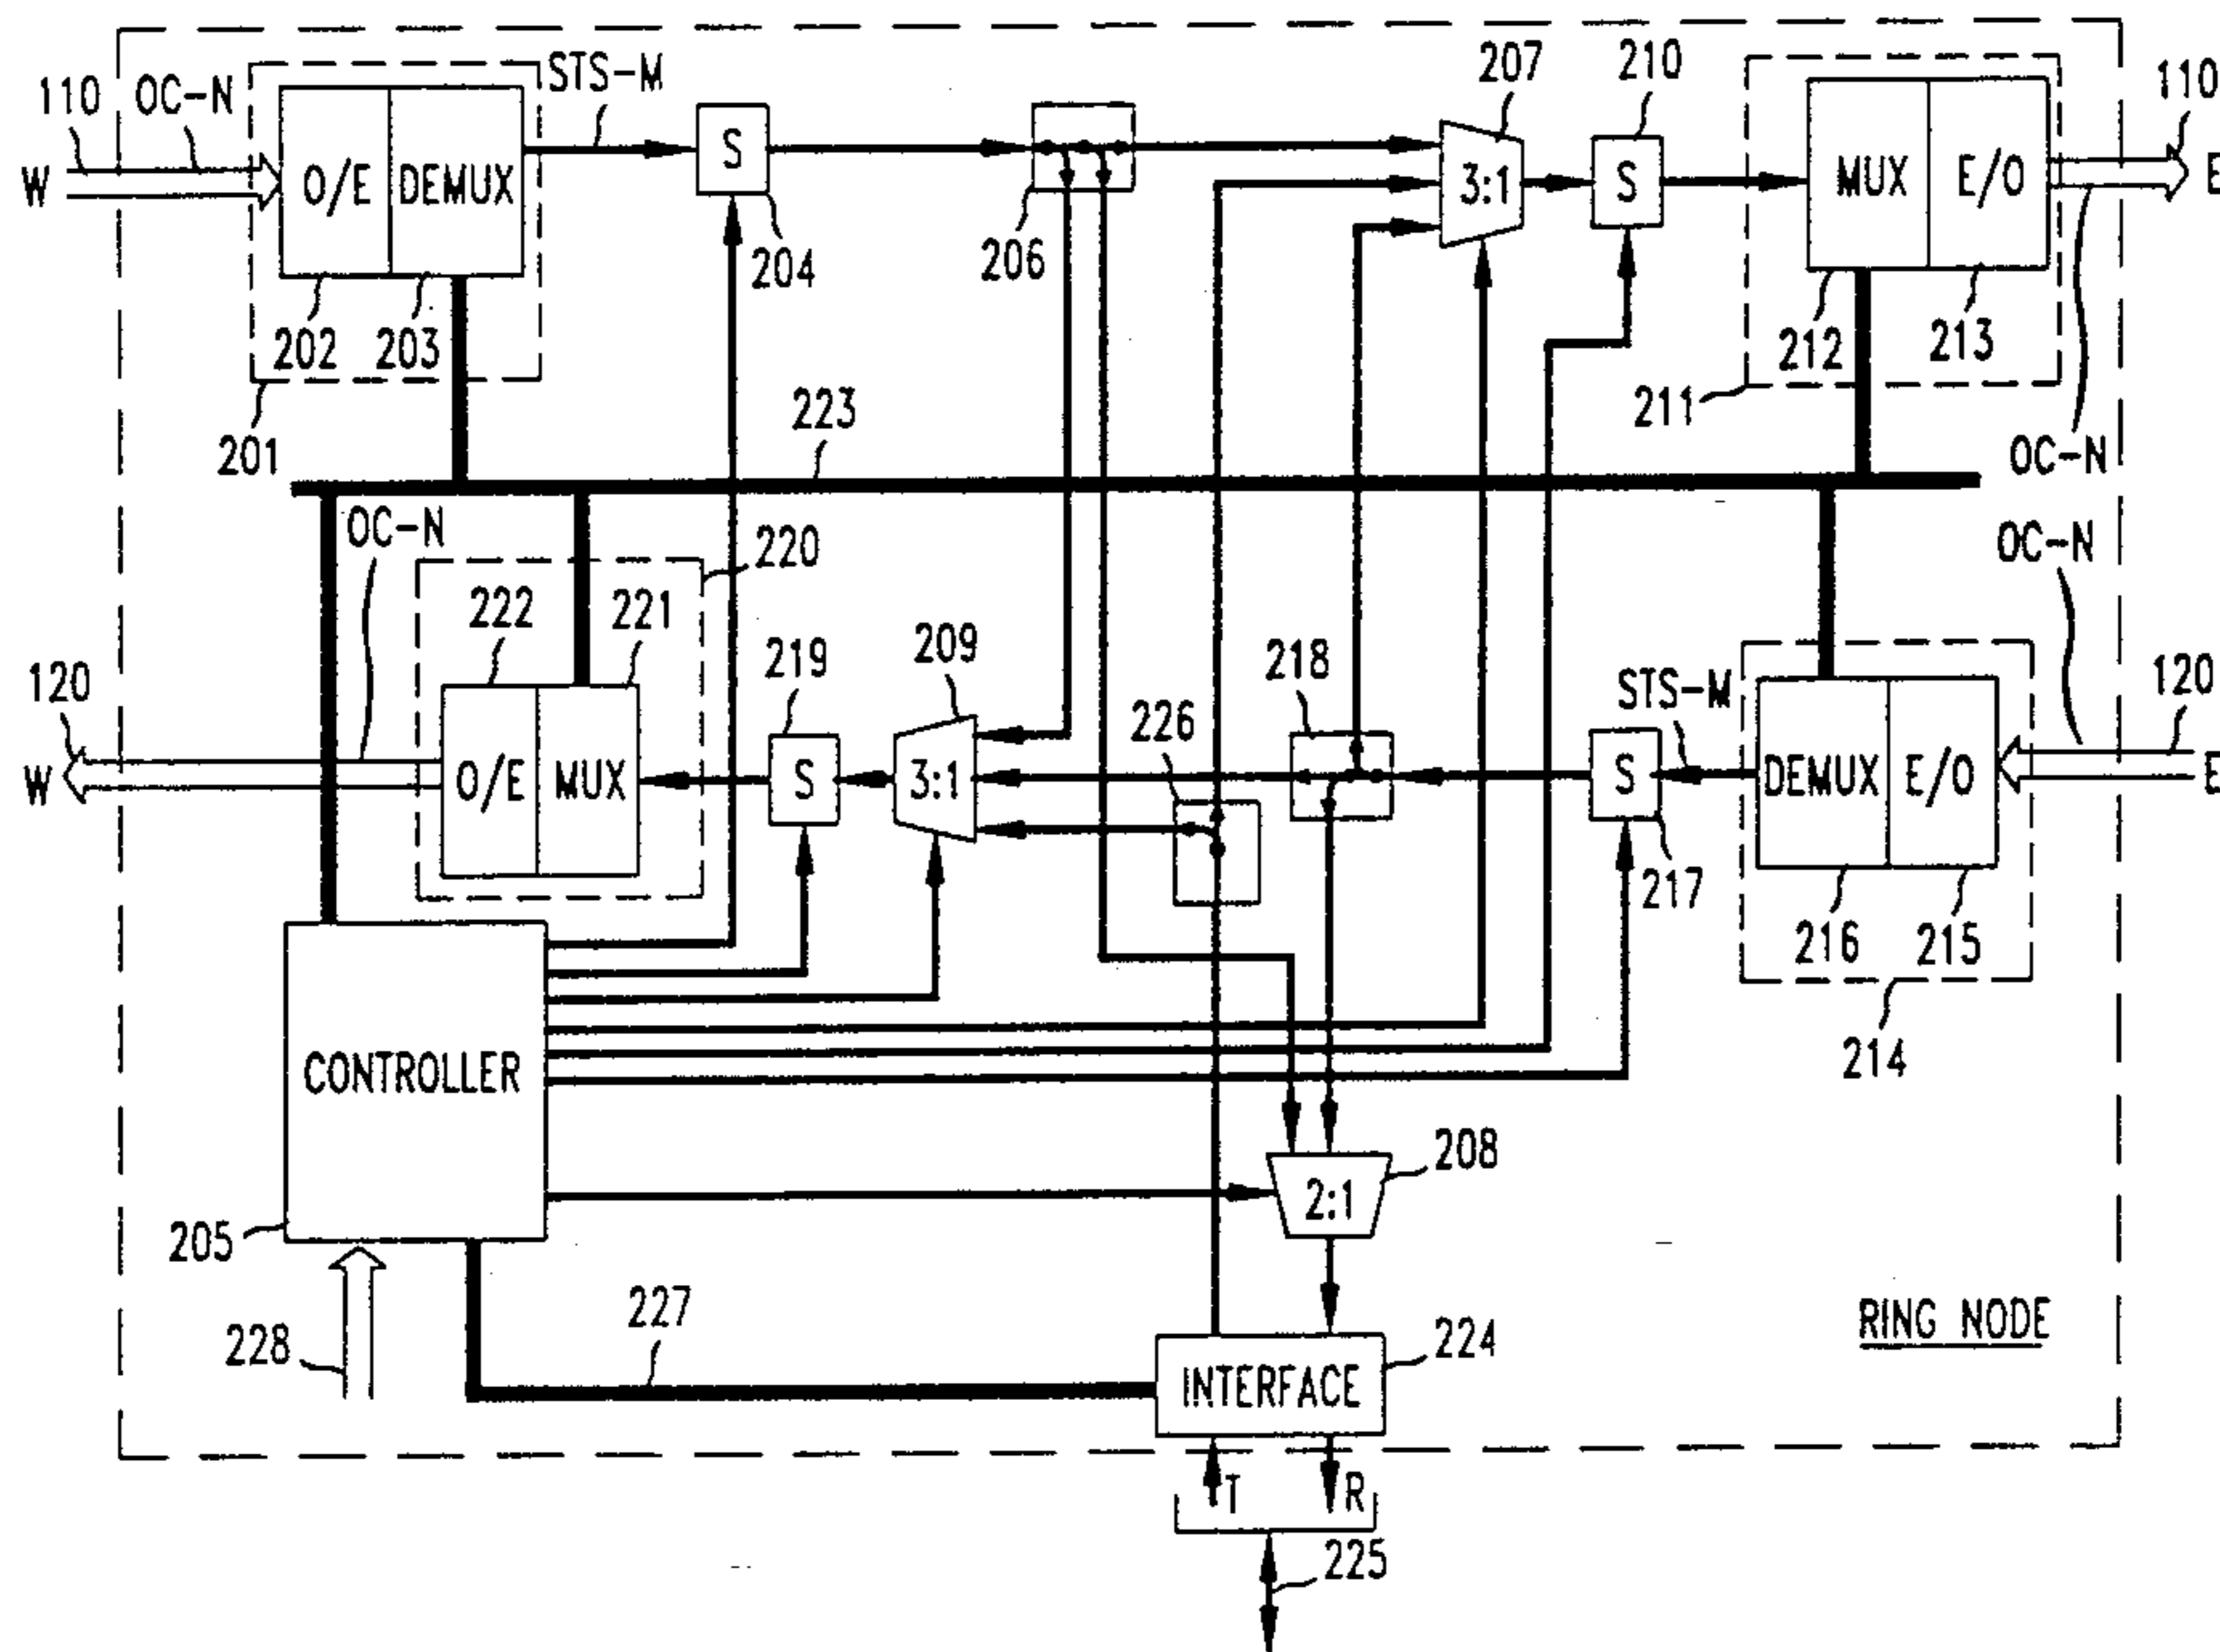 207 210
110 OC-N STS-M 110
W O/E DEMUX S 3:1 S MUX E/O E
206 204
202 203 212 213
201 223 211 OC-N
OC-N 220 OC-N
222 221 209 218
120 219 226 STS-M 120
W O/E MUX S 3:1 S DEMUX E/O E
217
216 215
CONTROLLER 214
208
2:1
205
227
228 224 RING NODE
INTERFACE
T R
225